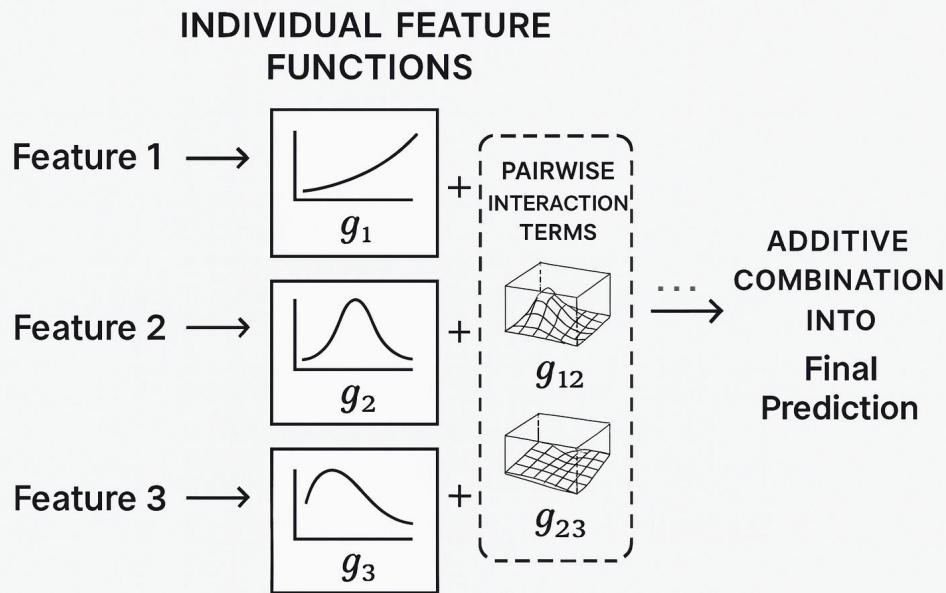 INDIVIDUAL FEATURE
FUNCTIONS
Feature 1
g₁
+
PAIRWISE
INTERACTION
TERMS
Feature 2
g₂
+
g₁₂
Feature 3
g₃
+
g₂₃
...
ADDITIVE
COMBINATION
INTO
Final
Prediction